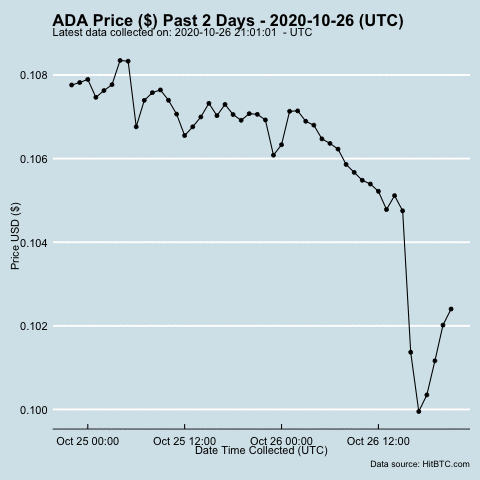 ADA Price ($) Past 2 Days - 2020-10-26 (UTC)
Latest data collected on: 2020-10-26 21:01:01 - UTC
0.108
0.106
0.104
0.102
0.100
Price USD ($)
Oct 25 00:00 Oct 25 12:00 Oct 26 00:00 Oct 26 12:00
Date Time Collected (UTC)
Data source: HitBTC.com